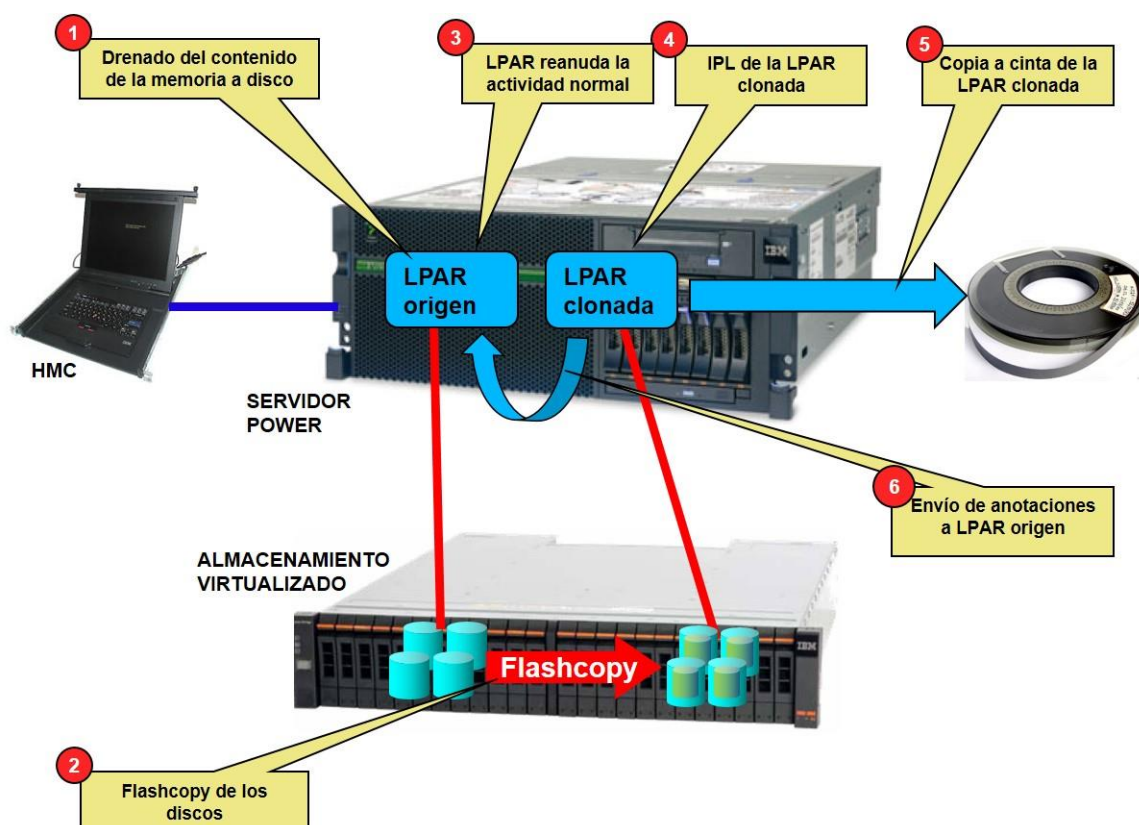 1
Drenado del contenido
de la memoria a disco
3
LPAR reanuda la
actividad normal
4
IPL de la LPAR
clonada
5
Copia a cinta de la
LPAR clonada
IBM
LPAR
origen
LPAR
clonada
HMC
SERVIDOR
POWER
6
Envío de anotaciones
a LPAR origen
ALMACENAMIENTO
VIRTUALIZADO
IBM
Flashcopy
2
Flashcopy de los
discos